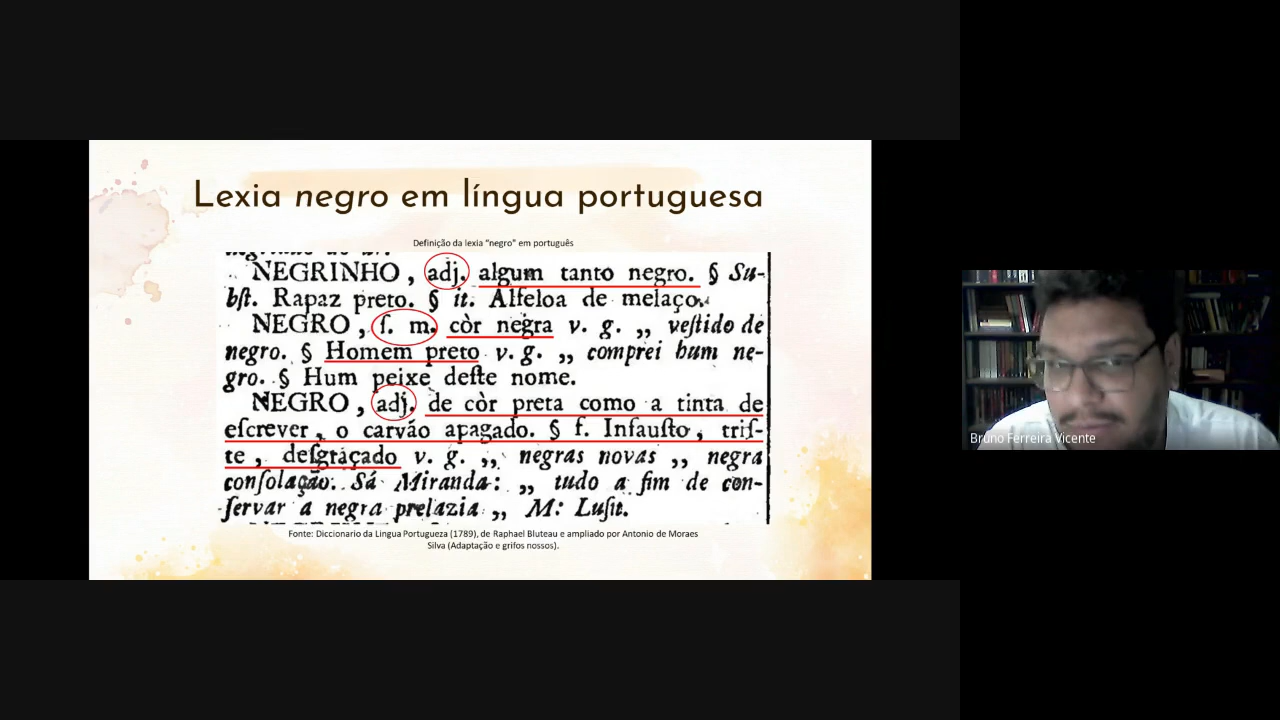 Lexia negro em língua portuguesa
Definição da lexia “negro” em português
NEGRINHO, adj. algum tanto negro. § Su-
bſt. Rapaz preto. § it. Alfeloa de melaço.
NEGRO, ſ. m. còr negra v. g. ,, veſtido de
negro. § Homem preto v. g. ,, comprei hum ne-
gro. § Hum peixe deſte nome.
NEGRO, adj. de còr preta como a tinta de
eſcrever, o carvão apagado. § f. Infauſto, triſ-
te, deſgraçado v. g. ,, negras novas ,, negra
conſolação. Sá Miranda: ,, tudo a fim de con-
ſervar a negra prelazia ,, M: Luſit.
Fonte: Diccionario da Lingua Portugueza (1789), de Raphael Bluteau e ampliado por Antonio de Moraes
Silva (Adaptação e grifos nossos).
Bruno Ferreira Vicente